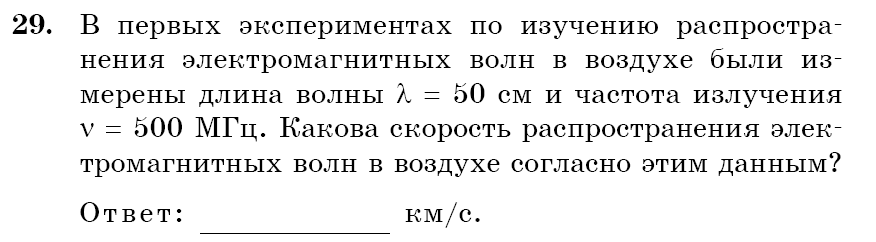 29. В первых экспериментах по изучению распростра-
нения электромагнитных волн в воздухе были из-
мерены длина волны λ = 50 см и частота излучения
ν = 500 МГц. Какова скорость распространения элек-
тромагнитных волн в воздухе согласно этим данным?
Ответ: ____________ км/с.